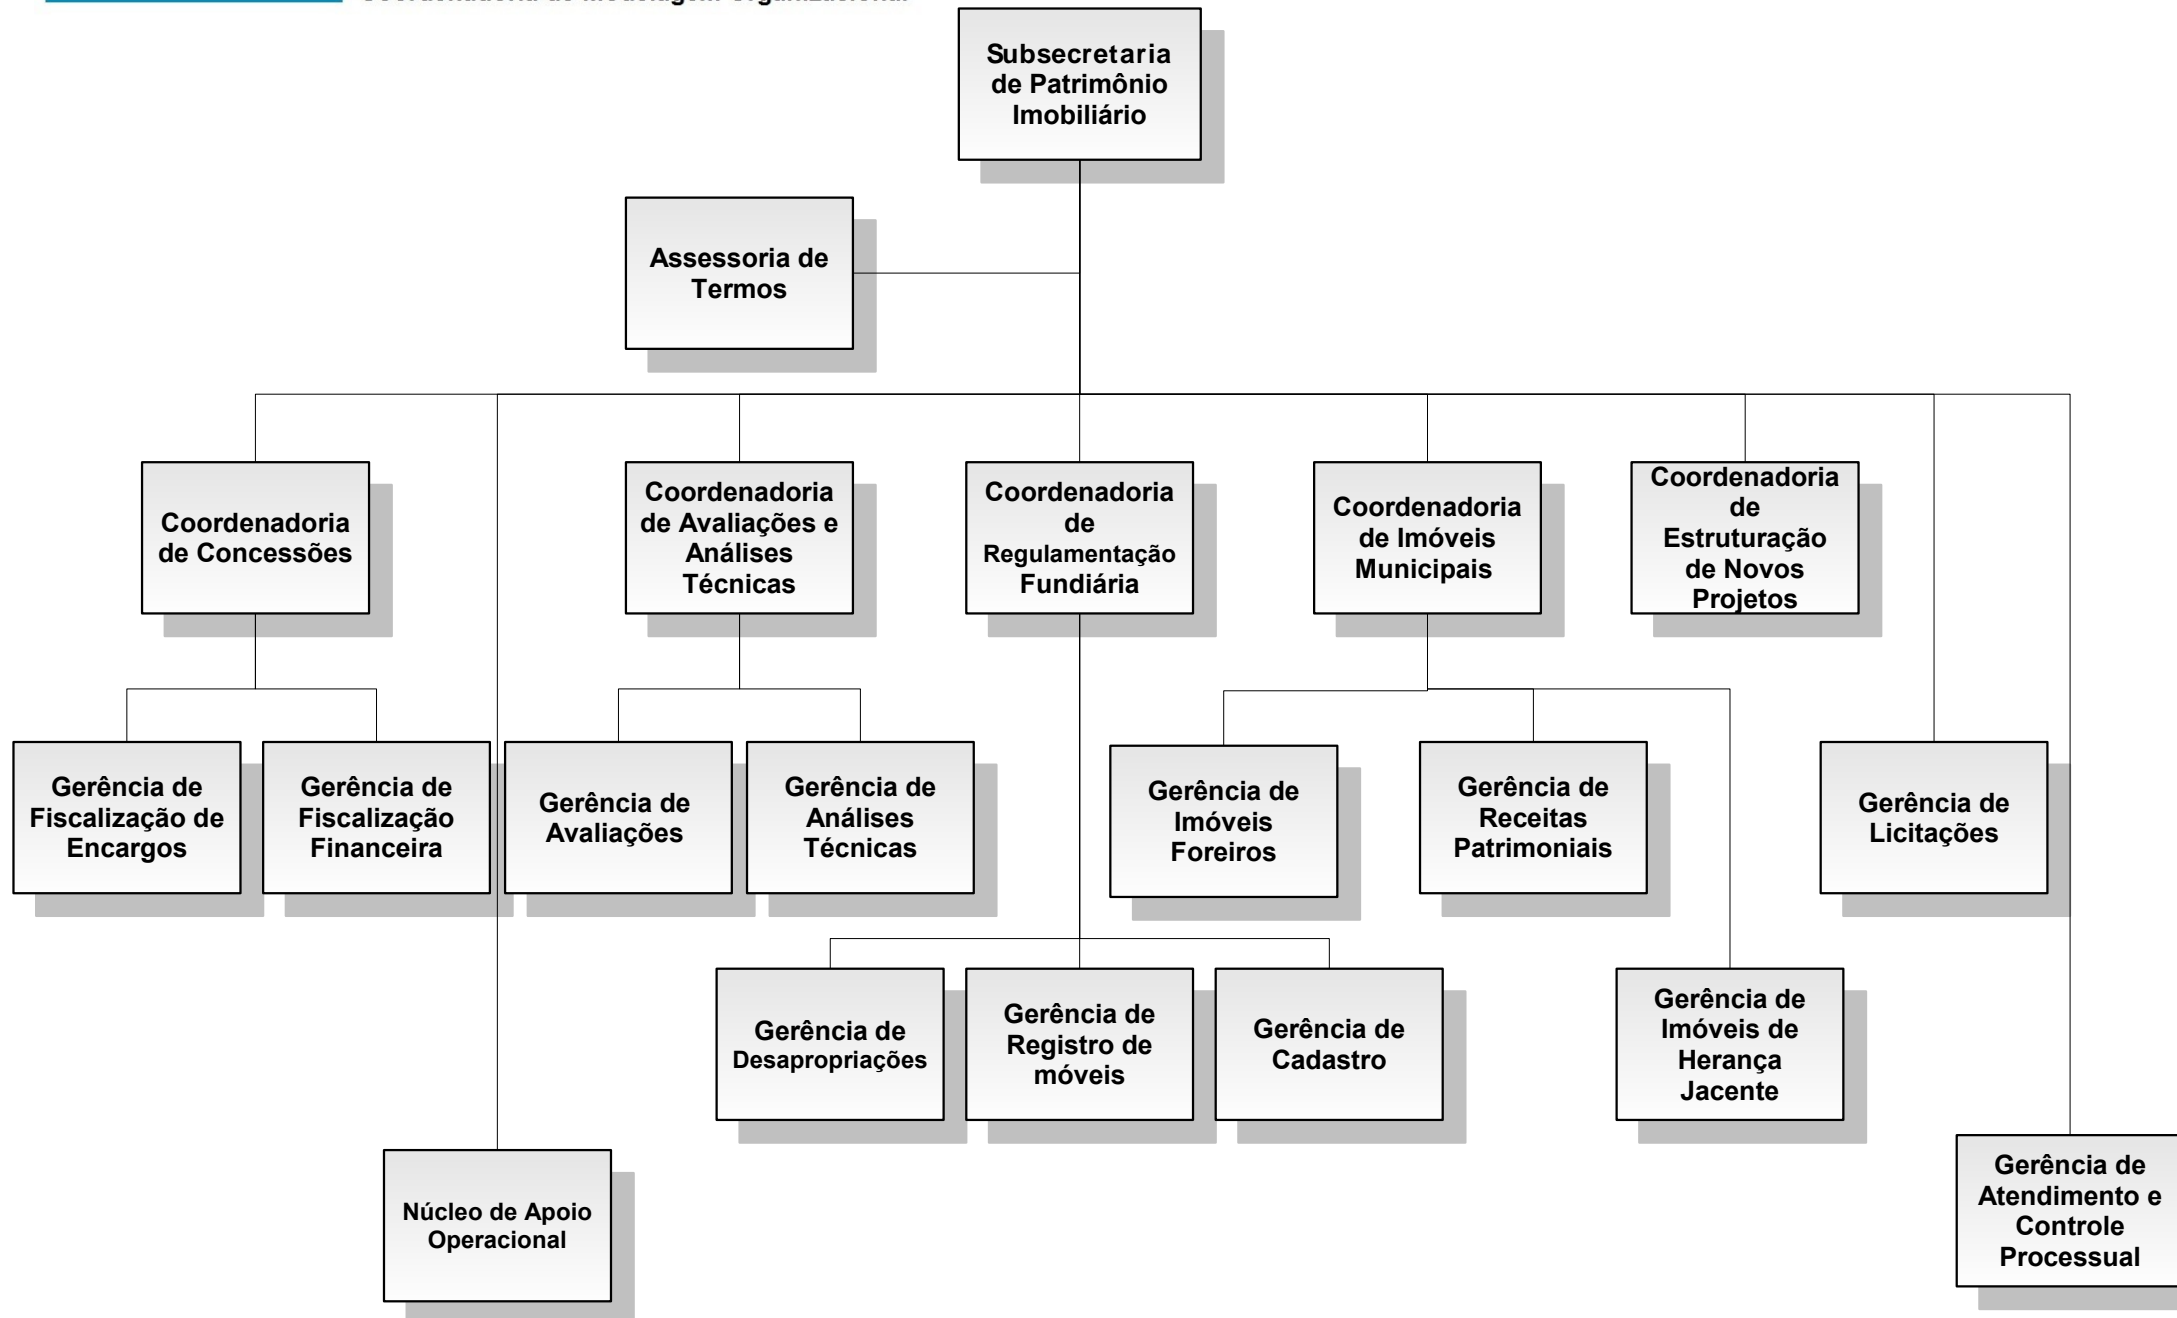 Subsecretaria
de Patrimônio
Imobiliário
Assessoria de
Termos
Coordenadoria
de Concessões
Coordenadoria
de Avaliações e
Análises
Técnicas
Coordenadoria
de
Regulamentação
Fundiária
Coordenadoria
de Imóveis
Municipais
Coordenadoria
de
Estruturação
de Novos
Projetos
Gerência de
Fiscalização de
Encargos
Gerência de
Fiscalização
Financeira
Gerência de
Avaliações
Gerência de
Análises
Técnicas
Gerência de
Imóveis
Foreiros
Gerência de
Receitas
Patrimoniais
Gerência de
Licitações
Gerência de
Desapropriações
Gerência de
Registro de
móveis
Gerência de
Cadastro
Gerência de
Imóveis de
Herança
Jacente
Núcleo de Apoio
Operacional
Gerência de
Atendimento e
Controle
Processual